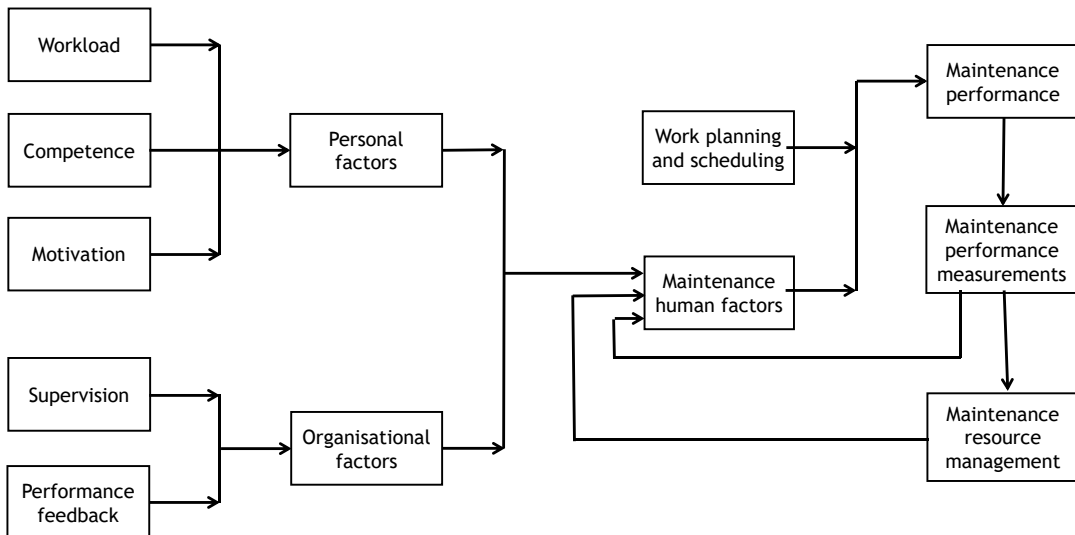 Workload
Competence
Motivation
Supervision
Performance
feedback
Personal
factors
Organisational
factors
Work planning
and scheduling
Maintenance
human factors
Maintenance
performance
Maintenance
performance
measurements
Maintenance
resource
management